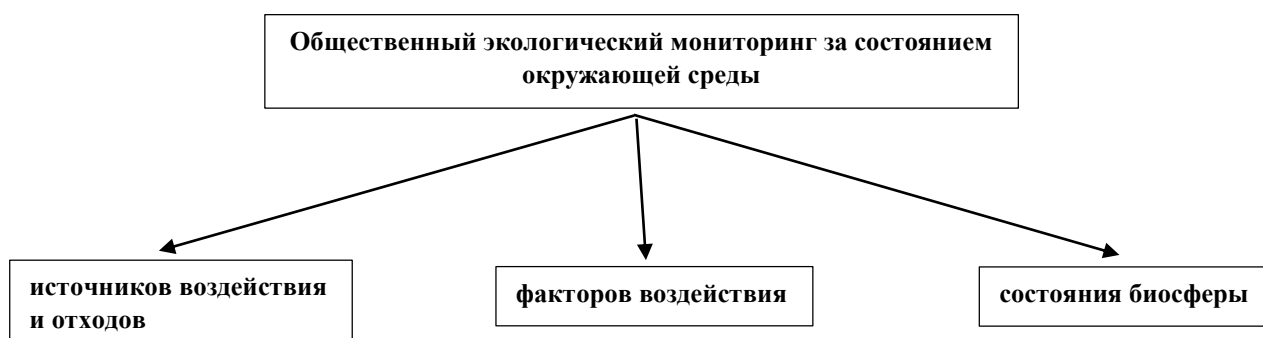 Общественный экологический мониторинг за состоянием
окружающей среды
источников воздействия
и отходов
факторов воздействия
состояния биосферы